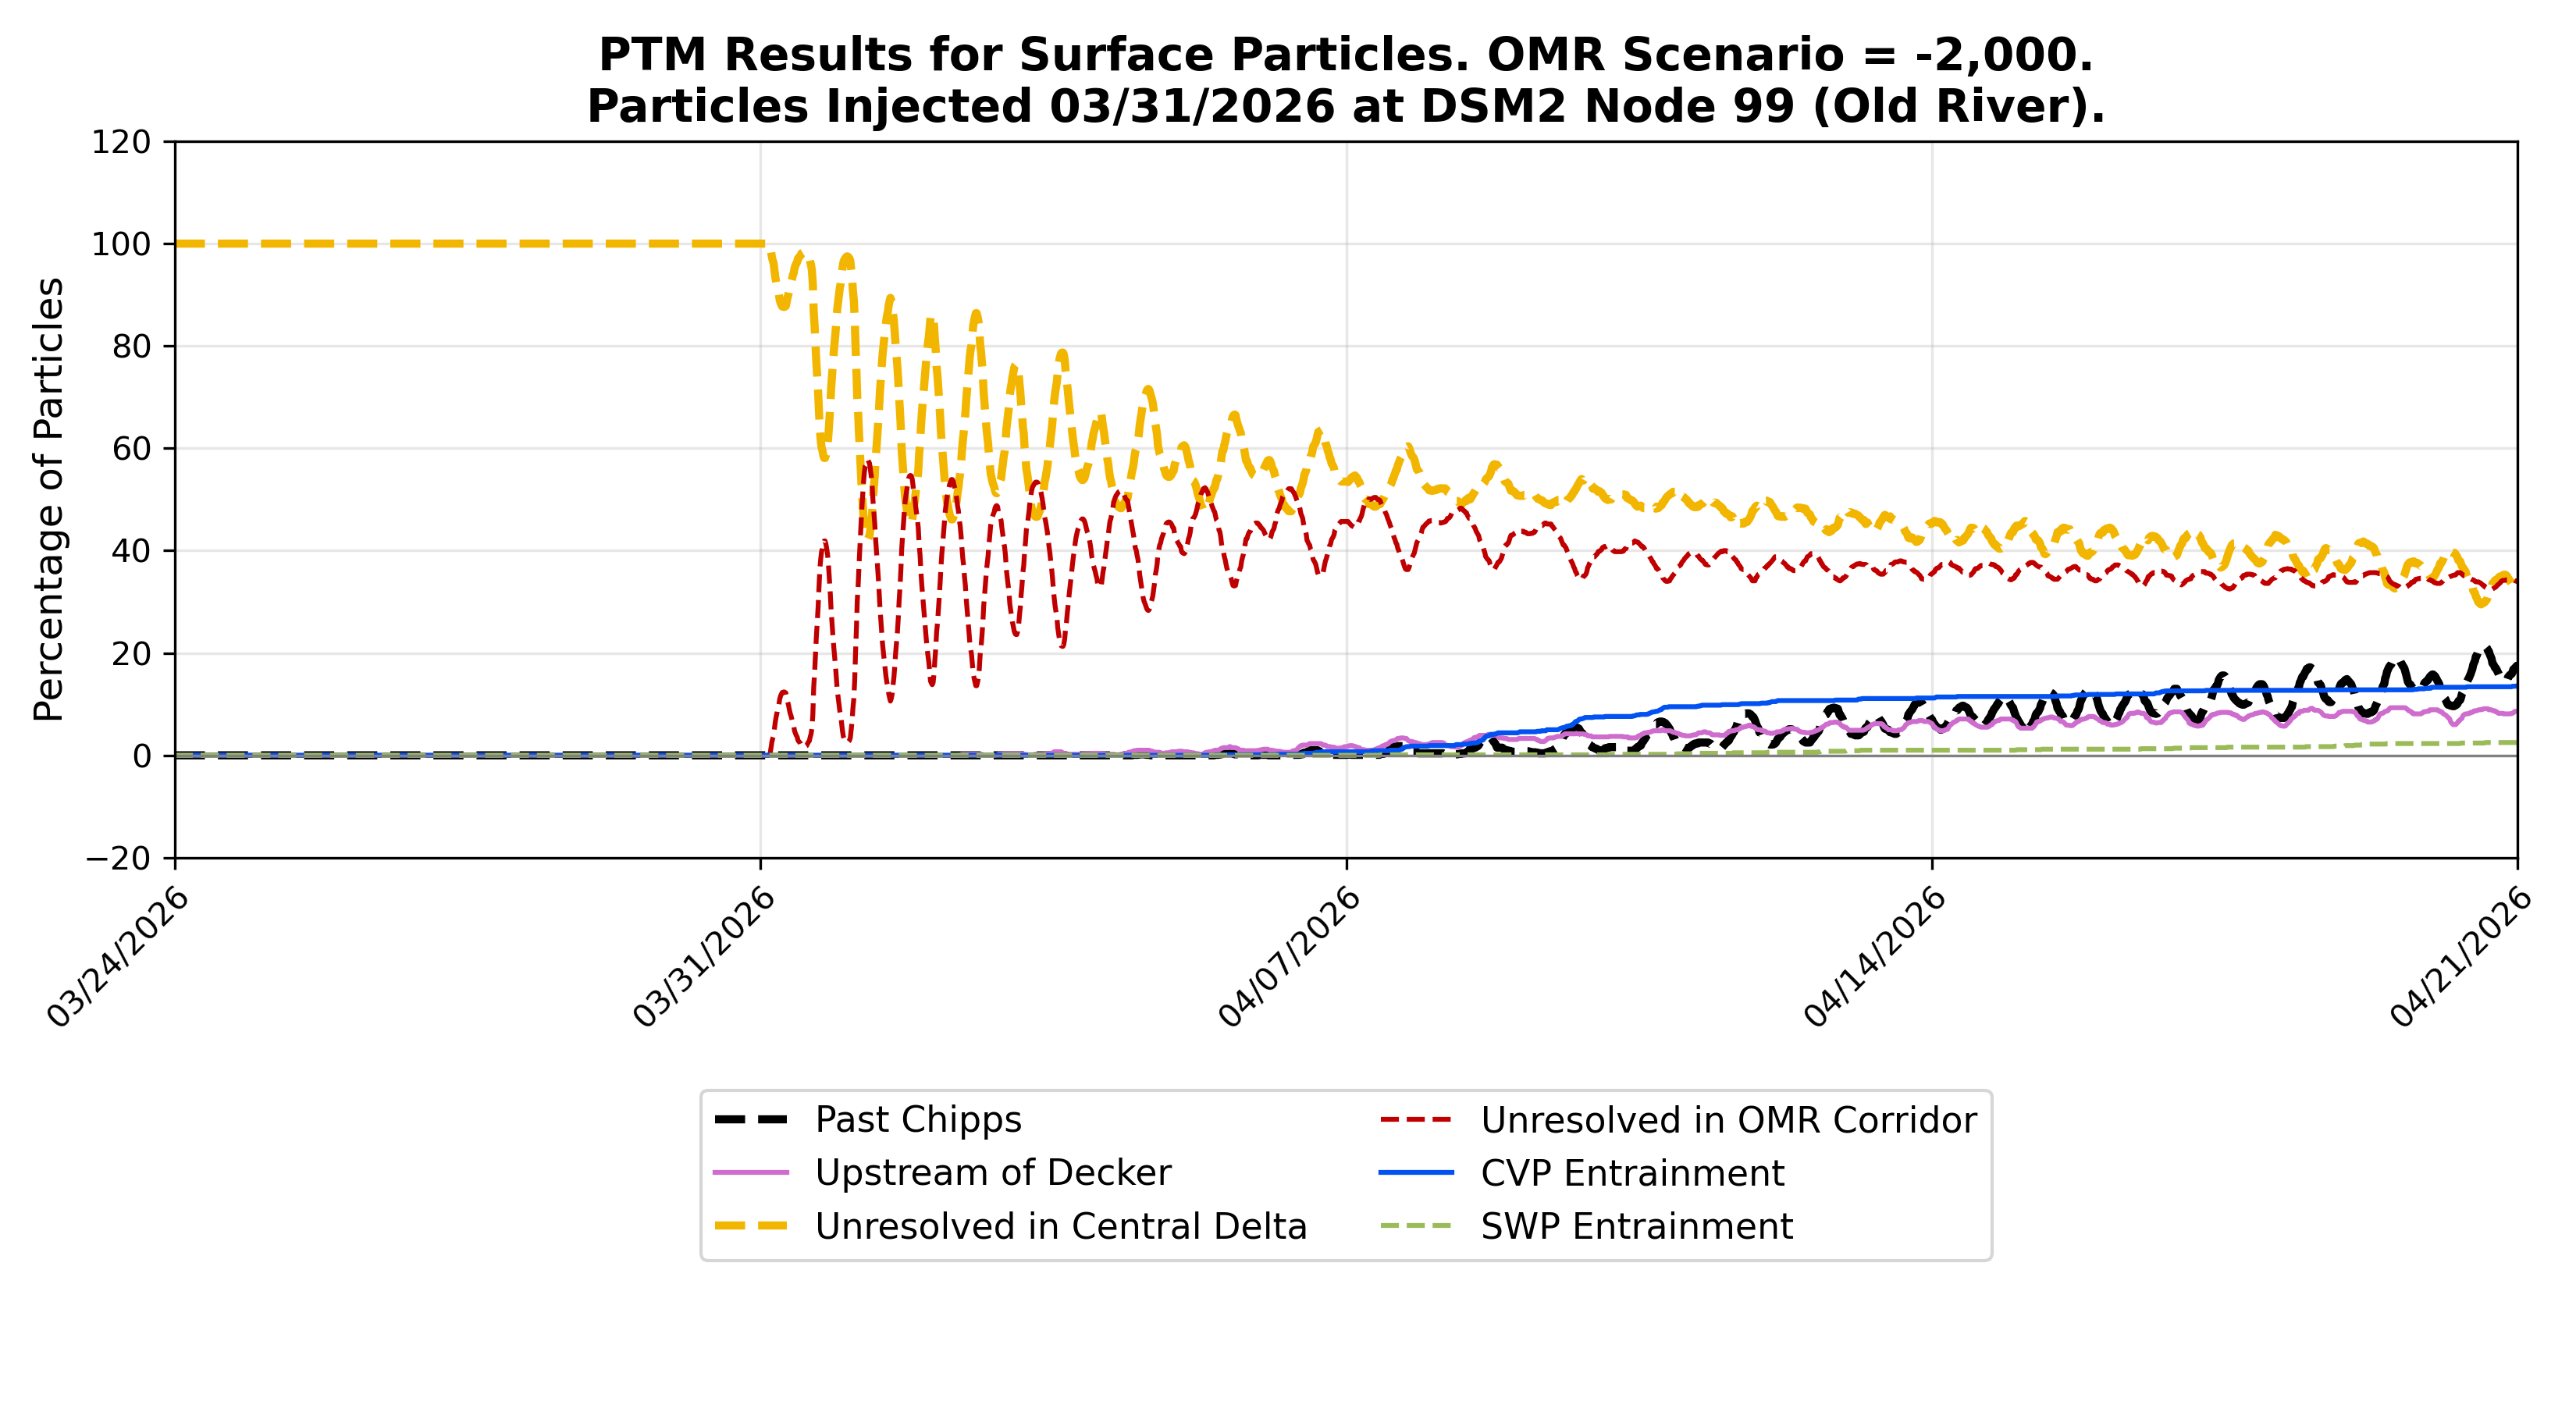 PTM Results for Surface Particles. OMR Scenario = -2,000.
Particles Injected 03/31/2026 at DSM2 Node 99 (Old River).
Percentage of Particles
120
100
80
60
40
20
0
−20
03/24/2026
03/31/2026
04/07/2026
04/14/2026
04/21/2026
Past Chipps
Upstream of Decker
Unresolved in Central Delta
Unresolved in OMR Corridor
CVP Entrainment
SWP Entrainment